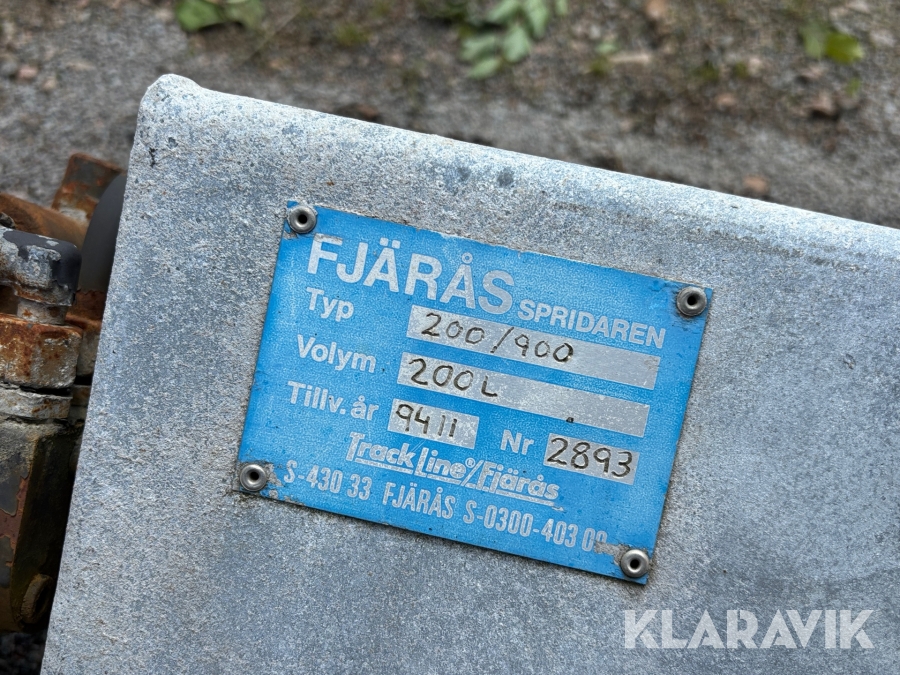 FJÄRÅS SPRIDAREN
Typ 200/900
Volym 200L
Tillv. år 9411 Nr 2893
Track Line® / Fjärås
S-430 33 FJÄRÅS S-0300-403 00
KLARAVIK